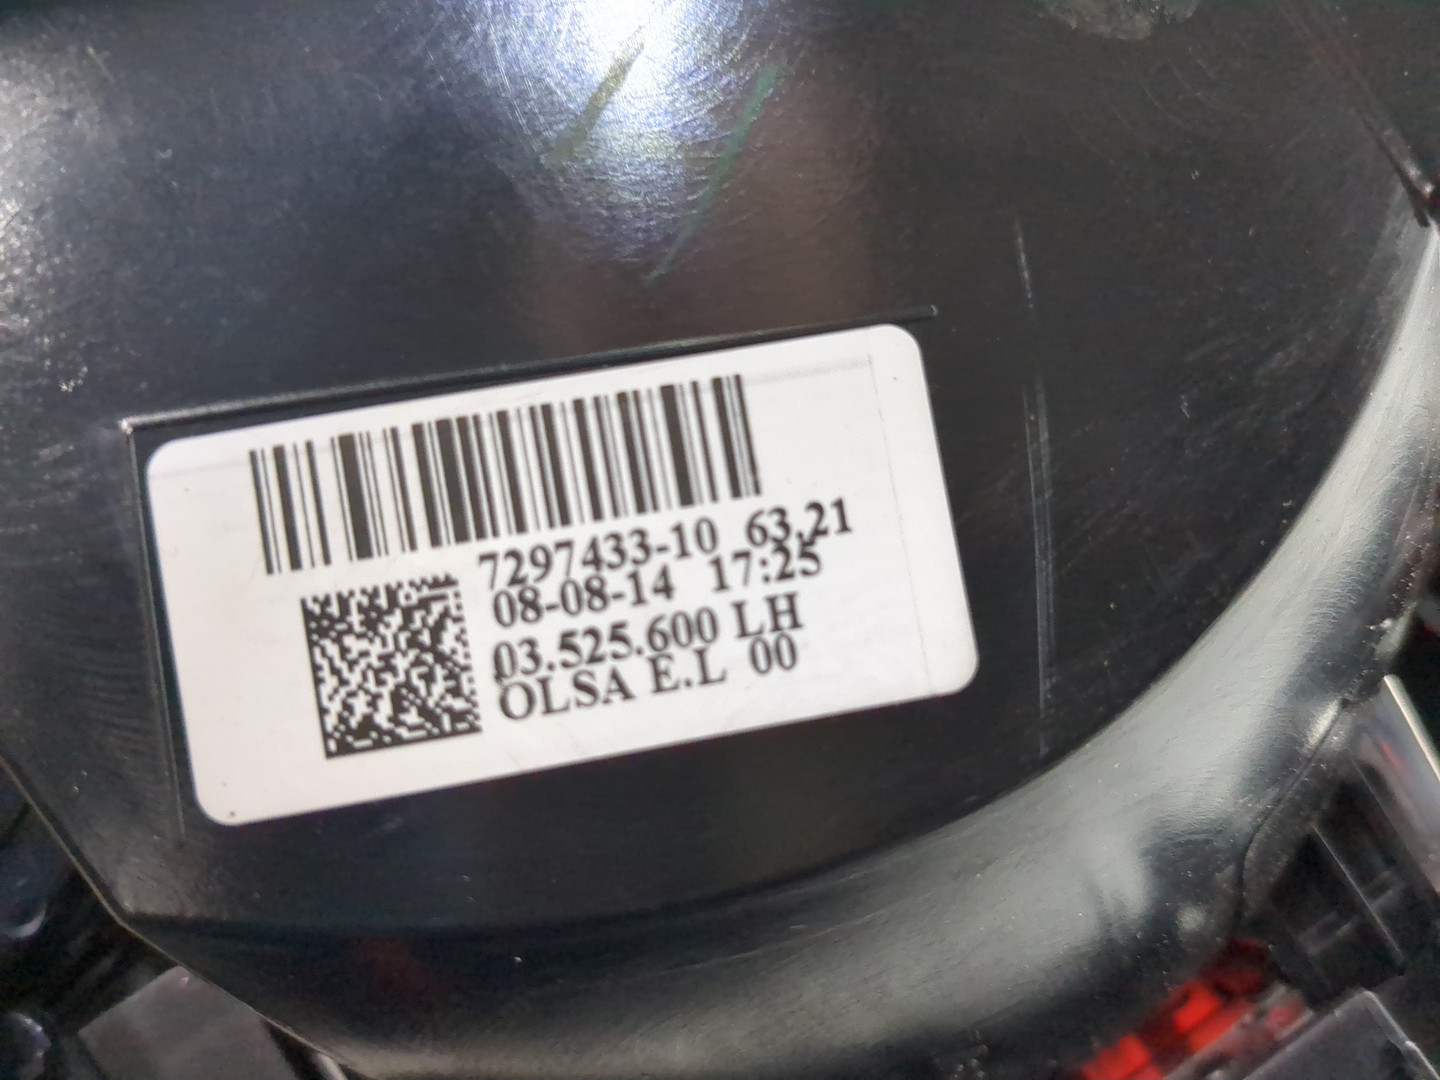 7297433-10 63,21
08-08-14 17:25
03.525.600 LH
OLSA E.L 00